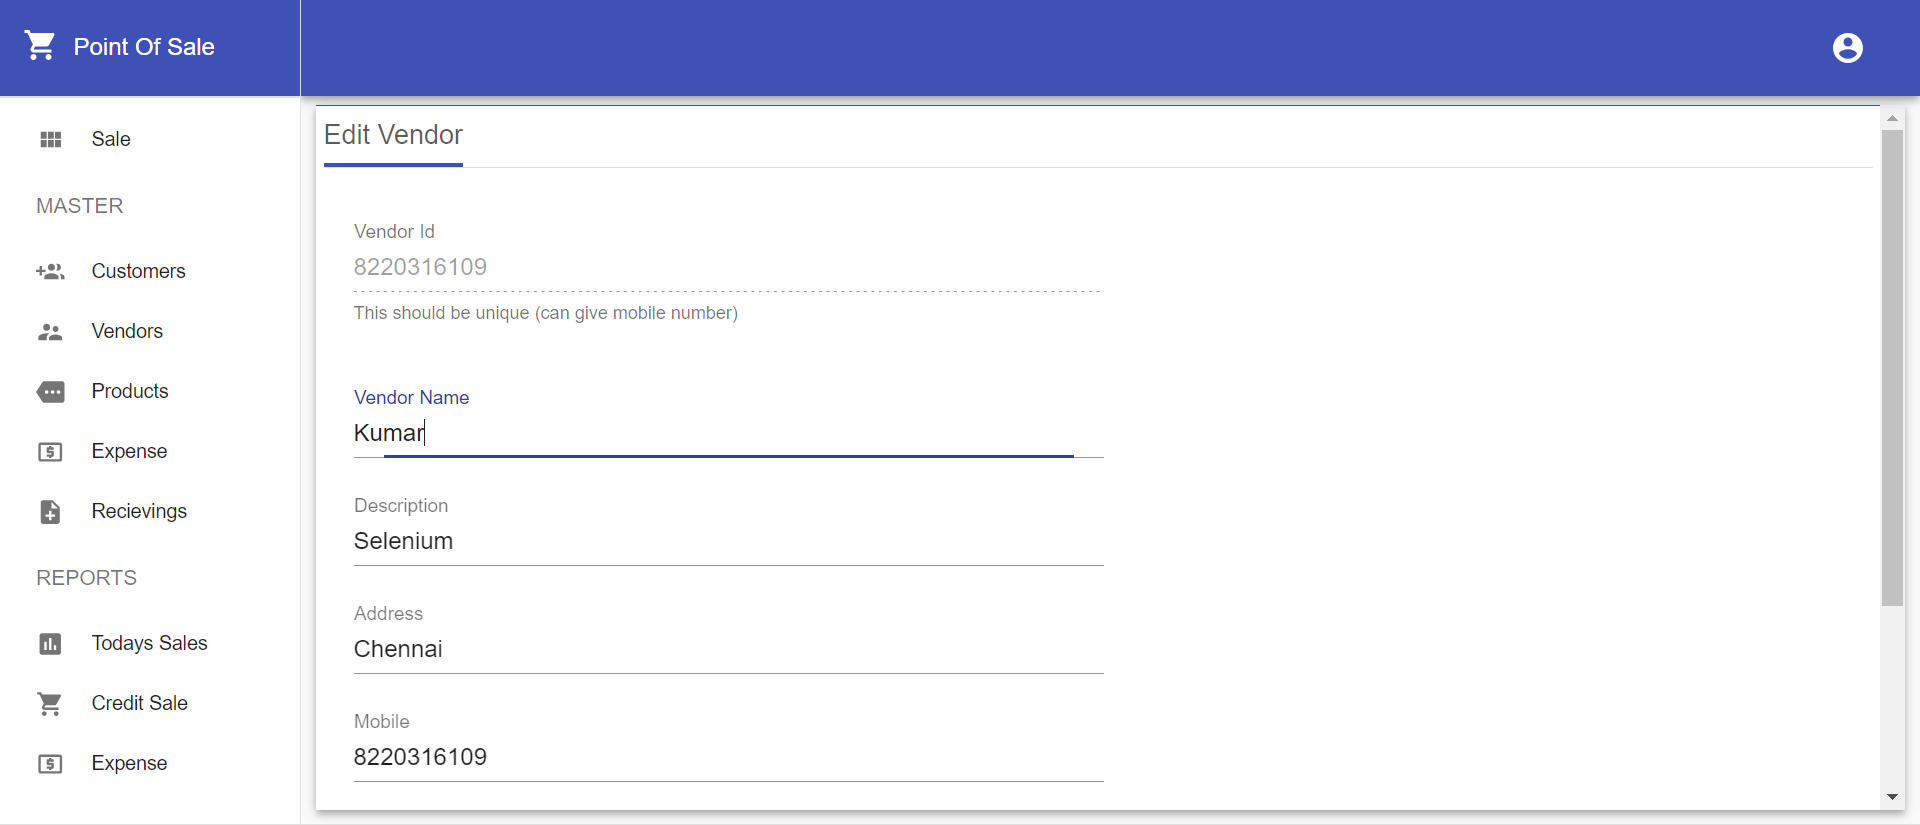 Point Of Sale
Sale
MASTER
Customers
Vendors
Products
Expense
Recievings
REPORTS
Todays Sales
Credit Sale
Expense
Edit Vendor
Vendor Id
8220316109
This should be unique (can give mobile number)
Vendor Name
Kumar
Description
Selenium
Address
Chennai
Mobile
8220316109